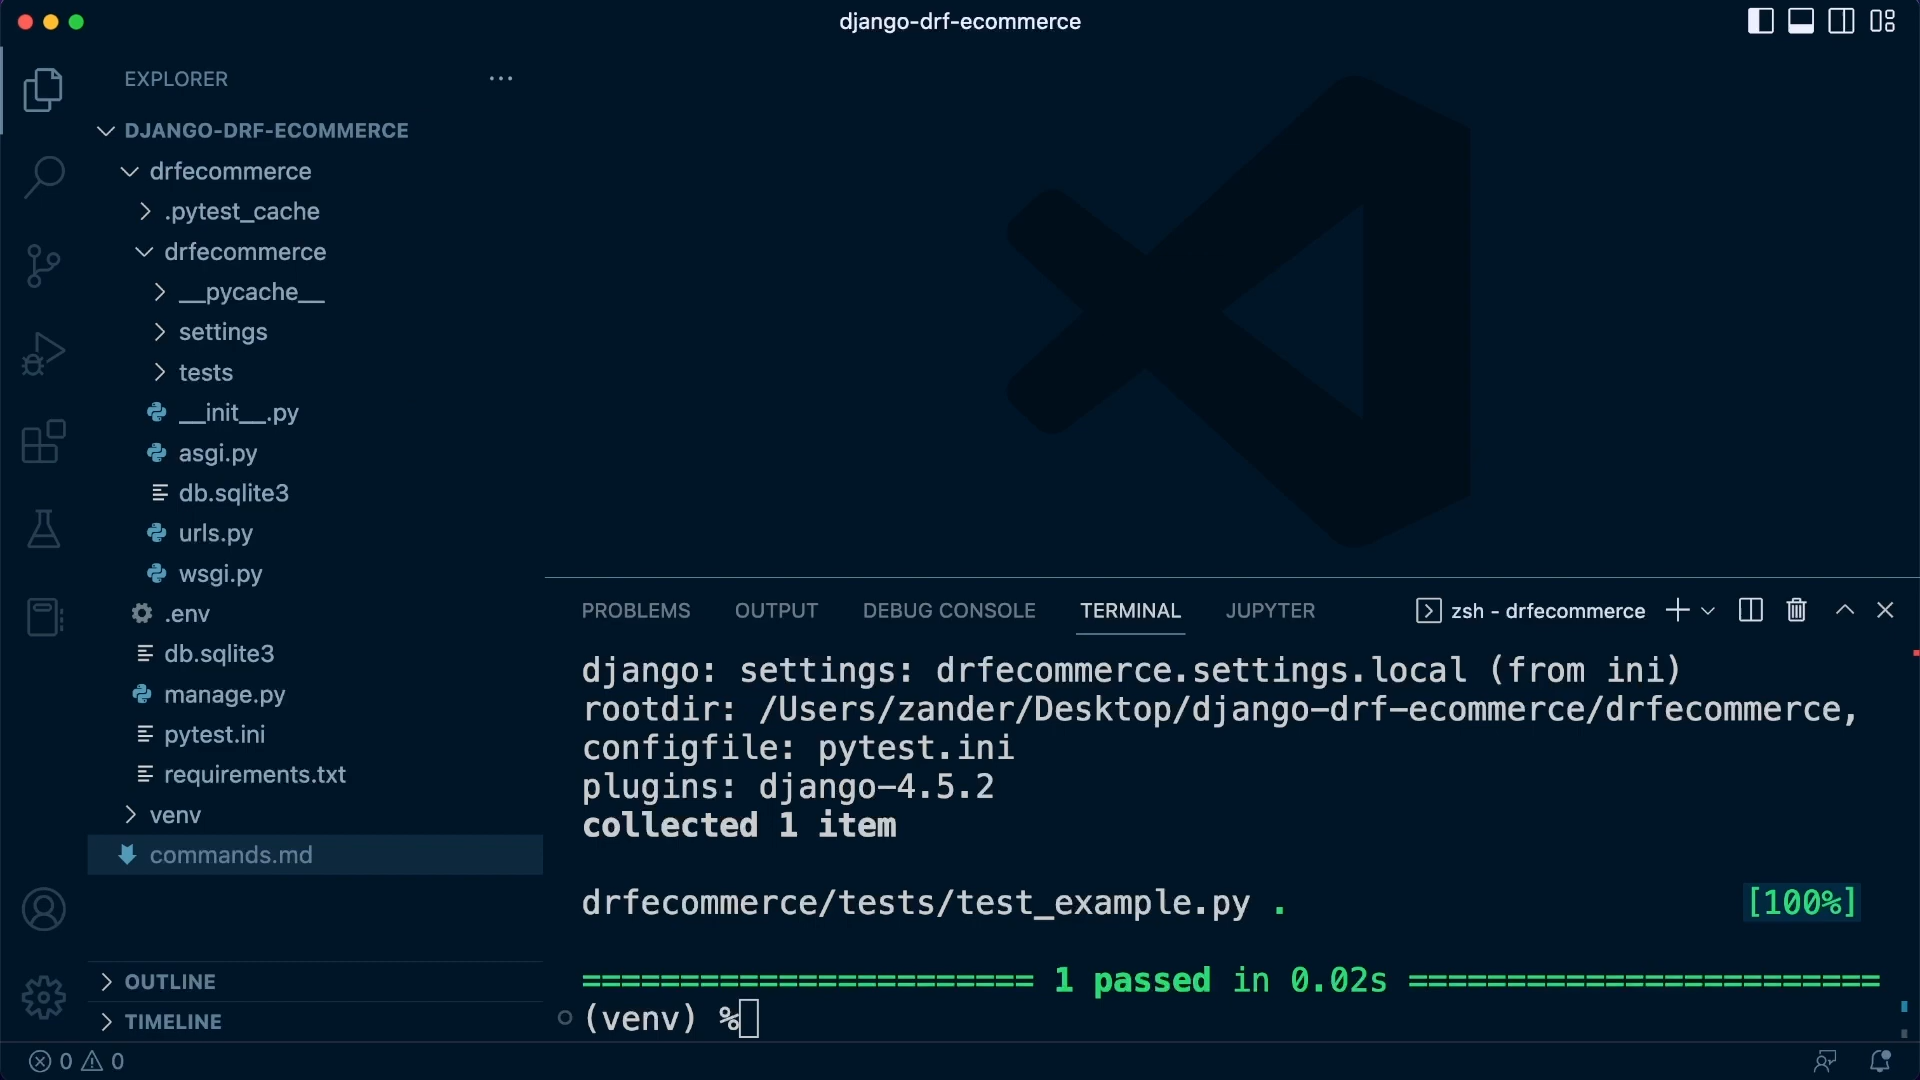 django-drf-ecommerce
EXPLORER
DJANGO-DRF-ECOMMERCE
drfecommerce
.pytest_cache
drfecommerce
__pycache__
settings
tests
__init__.py
asgi.py
db.sqlite3
urls.py
wsgi.py
.env
db.sqlite3
manage.py
pytest.ini
requirements.txt
venv
commands.md
OUTLINE
TIMELINE
PROBLEMS OUTPUT DEBUG CONSOLE TERMINAL JUPYTER zsh - drfecommerce
django: settings: drfecommerce.settings.local (from ini)
rootdir: /Users/zander/Desktop/django-drf-ecommerce/drfecommerce,
configfile: pytest.ini
plugins: django-4.5.2
collected 1 item
drfecommerce/tests/test_example.py . [100%]
======================= 1 passed in 0.02s ========================
(venv) %
0 0